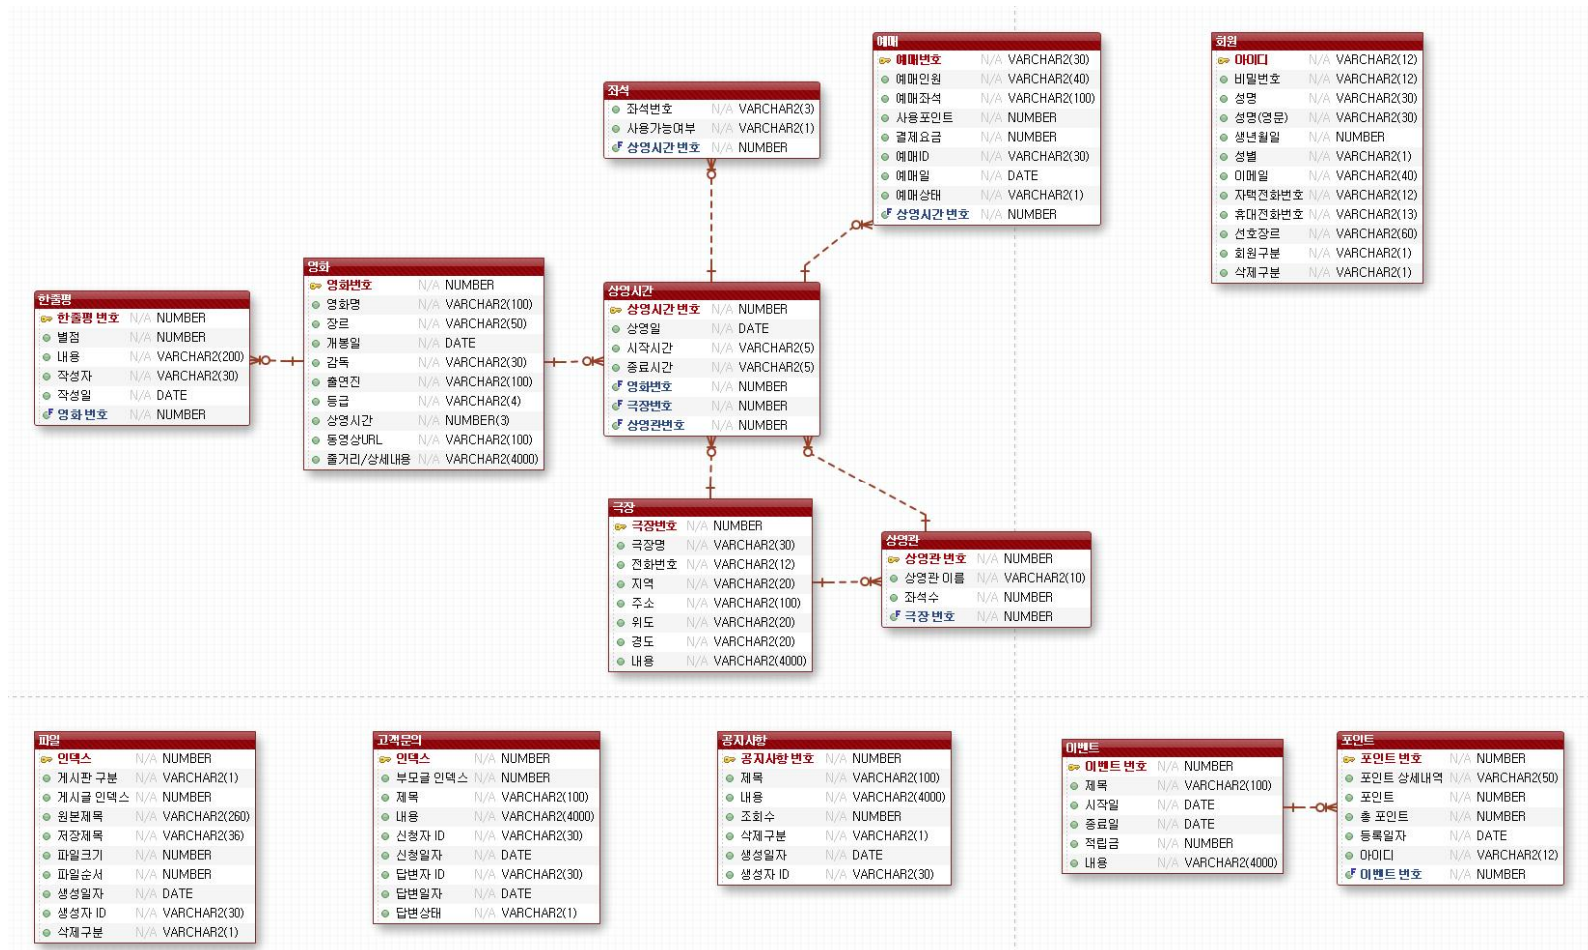 예매
예매번호 N/A VARCHAR2(30)
예매인원 N/A VARCHAR2(40)
예매좌석 N/A VARCHAR2(100)
사용포인트 N/A NUMBER
결제요금 N/A NUMBER
예매ID N/A VARCHAR2(30)
예매일 N/A DATE
예매상태 N/A VARCHAR2(1)
상영시간 번호 N/A NUMBER
회원
아이디 N/A VARCHAR2(12)
비밀번호 N/A VARCHAR2(12)
성명 N/A VARCHAR2(30)
성명(영문) N/A VARCHAR2(30)
생년월일 N/A NUMBER
성별 N/A VARCHAR2(1)
이메일 N/A VARCHAR2(40)
자택전화번호 N/A VARCHAR2(12)
휴대전화번호 N/A VARCHAR2(13)
선호장르 N/A VARCHAR2(60)
회원구분 N/A VARCHAR2(1)
삭제구분 N/A VARCHAR2(1)
좌석
좌석번호 N/A VARCHAR2(3)
사용가능여부 N/A VARCHAR2(1)
상영시간 번호 N/A NUMBER
한줄평
한줄평 번호 N/A NUMBER
별점 N/A NUMBER
내용 N/A VARCHAR2(200)
작성자 N/A VARCHAR2(30)
작성일 N/A DATE
영화 번호 N/A NUMBER
영화
영화번호 N/A NUMBER
영화명 N/A VARCHAR2(100)
장르 N/A VARCHAR2(50)
개봉일 N/A DATE
감독 N/A VARCHAR2(30)
출연진 N/A VARCHAR2(100)
등급 N/A VARCHAR2(4)
상영시간 N/A NUMBER(3)
동영상URL N/A VARCHAR2(100)
줄거리/상세내용 N/A VARCHAR2(4000)
상영시간
상영시간 번호 N/A NUMBER
상영일 N/A DATE
시작시간 N/A VARCHAR2(5)
종료시간 N/A VARCHAR2(5)
영화번호 N/A NUMBER
극장번호 N/A NUMBER
상영관번호 N/A NUMBER
극장
극장번호 N/A NUMBER
극장명 N/A VARCHAR2(30)
전화번호 N/A VARCHAR2(12)
지역 N/A VARCHAR2(20)
주소 N/A VARCHAR2(100)
위도 N/A VARCHAR2(20)
경도 N/A VARCHAR2(20)
내용 N/A VARCHAR2(4000)
상영관
상영관 번호 N/A NUMBER
상영관 이름 N/A VARCHAR2(10)
좌석수 N/A NUMBER
극장 번호 N/A NUMBER
파일
인덱스 N/A NUMBER
게시판 구분 N/A VARCHAR2(1)
게시글 인덱스 N/A NUMBER
원본제목 N/A VARCHAR2(260)
저장제목 N/A VARCHAR2(36)
파일크기 N/A NUMBER
파일순서 N/A NUMBER
생성일자 N/A DATE
생성자 ID N/A VARCHAR2(30)
삭제구분 N/A VARCHAR2(1)
고객문의
인덱스 N/A NUMBER
부모글 인덱스 N/A NUMBER
제목 N/A VARCHAR2(100)
내용 N/A VARCHAR2(4000)
신청자 ID N/A VARCHAR2(30)
신청일자 N/A DATE
답변자 ID N/A VARCHAR2(30)
답변일자 N/A DATE
답변상태 N/A VARCHAR2(1)
공지사항
공지사항 번호 N/A NUMBER
제목 N/A VARCHAR2(100)
내용 N/A VARCHAR2(4000)
조회수 N/A NUMBER
삭제구분 N/A VARCHAR2(1)
생성일자 N/A DATE
생성자 ID N/A VARCHAR2(30)
이벤트
이벤트 번호 N/A NUMBER
제목 N/A VARCHAR2(100)
시작일 N/A DATE
종료일 N/A DATE
적립금 N/A NUMBER
내용 N/A VARCHAR2(4000)
포인트
포인트 번호 N/A NUMBER
포인트 상세내역 N/A VARCHAR2(50)
포인트 N/A NUMBER
총 포인트 N/A NUMBER
등록일자 N/A DATE
아이디 N/A VARCHAR2(12)
이벤트 번호 N/A NUMBER